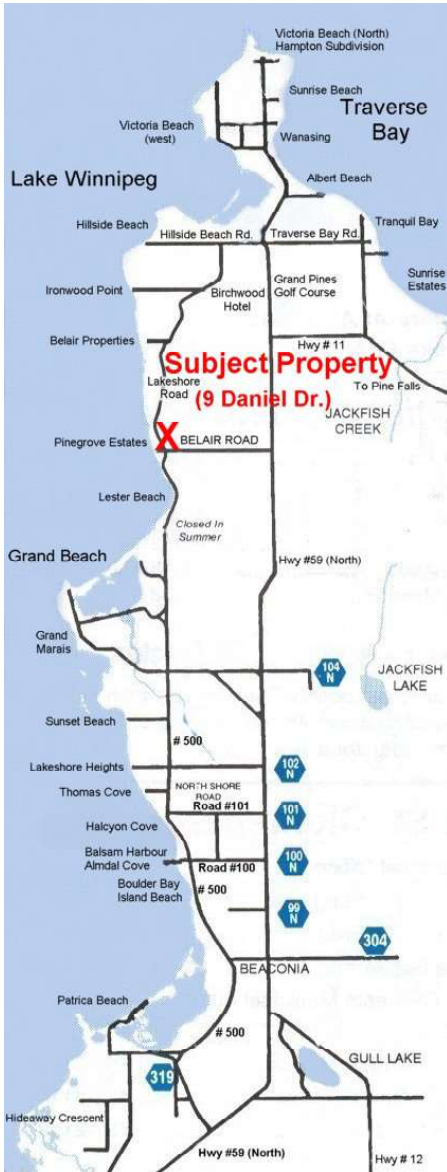 Victoria Beach (North)
Hampton Subdivision
Sunrise Beach
Traverse
Bay
Victoria Beach
(west)
Wanasing
Lake Winnipeg
Albert Beach
Hillside Beach
Hillside Beach Rd.
Traverse Bay Rd.
Tranquil Bay
Sunrise
Estates
Ironwood Point
Birchwood
Hotel
Grand Pines
Golf Course
Belair Properties
Hwy # 11
Subject Property
(9 Daniel Dr.)
Lakeshore
Road
To Pine Falls
JACKFISH
CREEK
Pinegrove Estates
X
BELAIR ROAD
Lester Beach
Closed In
Summer
Grand Beach
Hwy #59 (North)
Grand
Marais
104
N
JACKFISH
LAKE
Sunset Beach
# 500
Lakeshore Heights
102
N
Thomas Cove
NORTH SHORE
ROAD
Road #101
101
N
Halcyon Cove
Balsam Harbour
Almdal Cove
Road #100
100
N
Boulder Bay
Island Beach
# 500
99
N
304
BEACONIA
Patrica Beach
# 500
GULL LAKE
319
Hideaway Crescent
Hwy #59 (North)
Hwy # 12